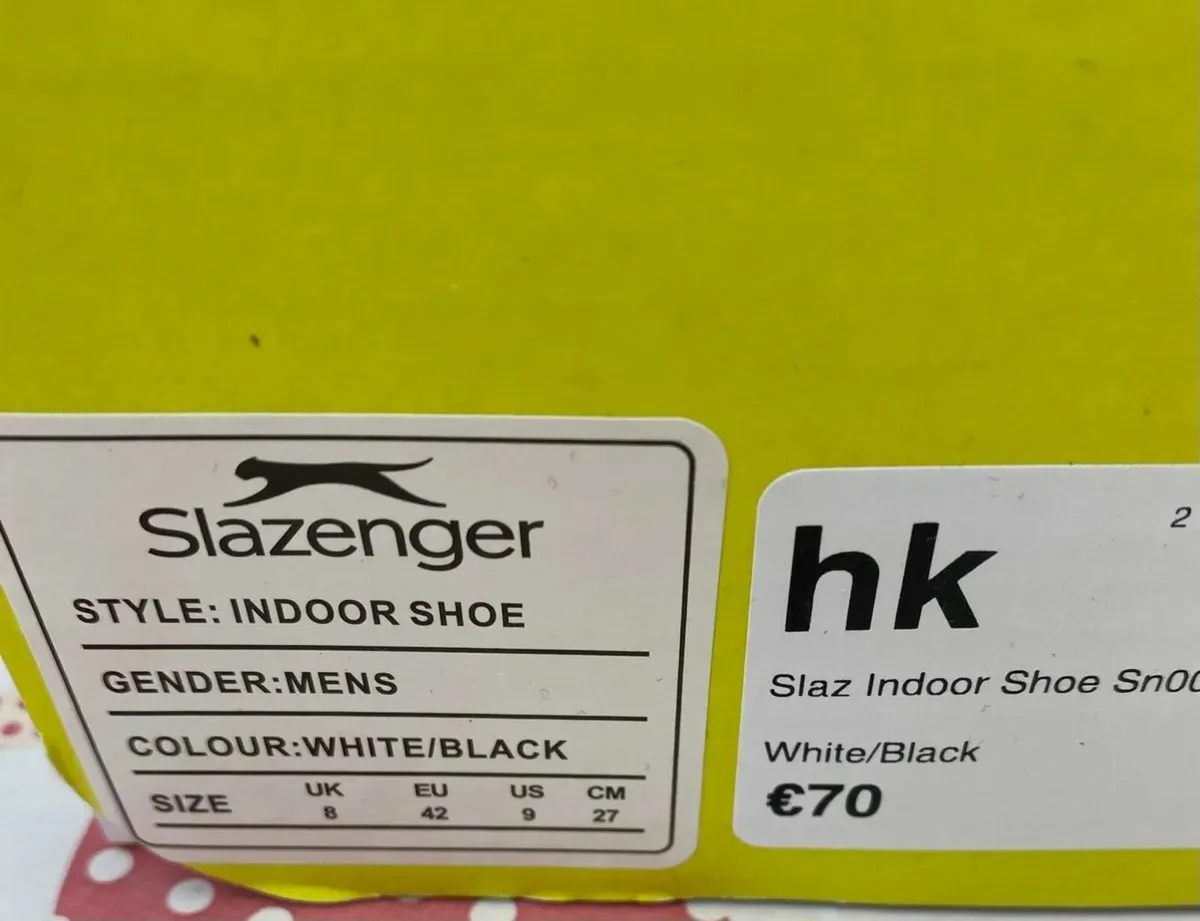 Slazenger
STYLE: INDOOR SHOE
GENDER:MENS
COLOUR:WHITE/BLACK
SIZE UK EU US CM
8 42 9 27
2
hk
Slaz Indoor Shoe
White/Black
€70